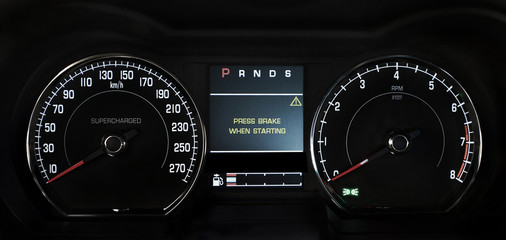 130 150
110 170
90 km/h 190
70 210
50 SUPERCHARGED 230
30 250
10 270
P R N D S
PRESS BRAKE
WHEN STARTING
4
3 5
RPM
2 6
1 7
0 8